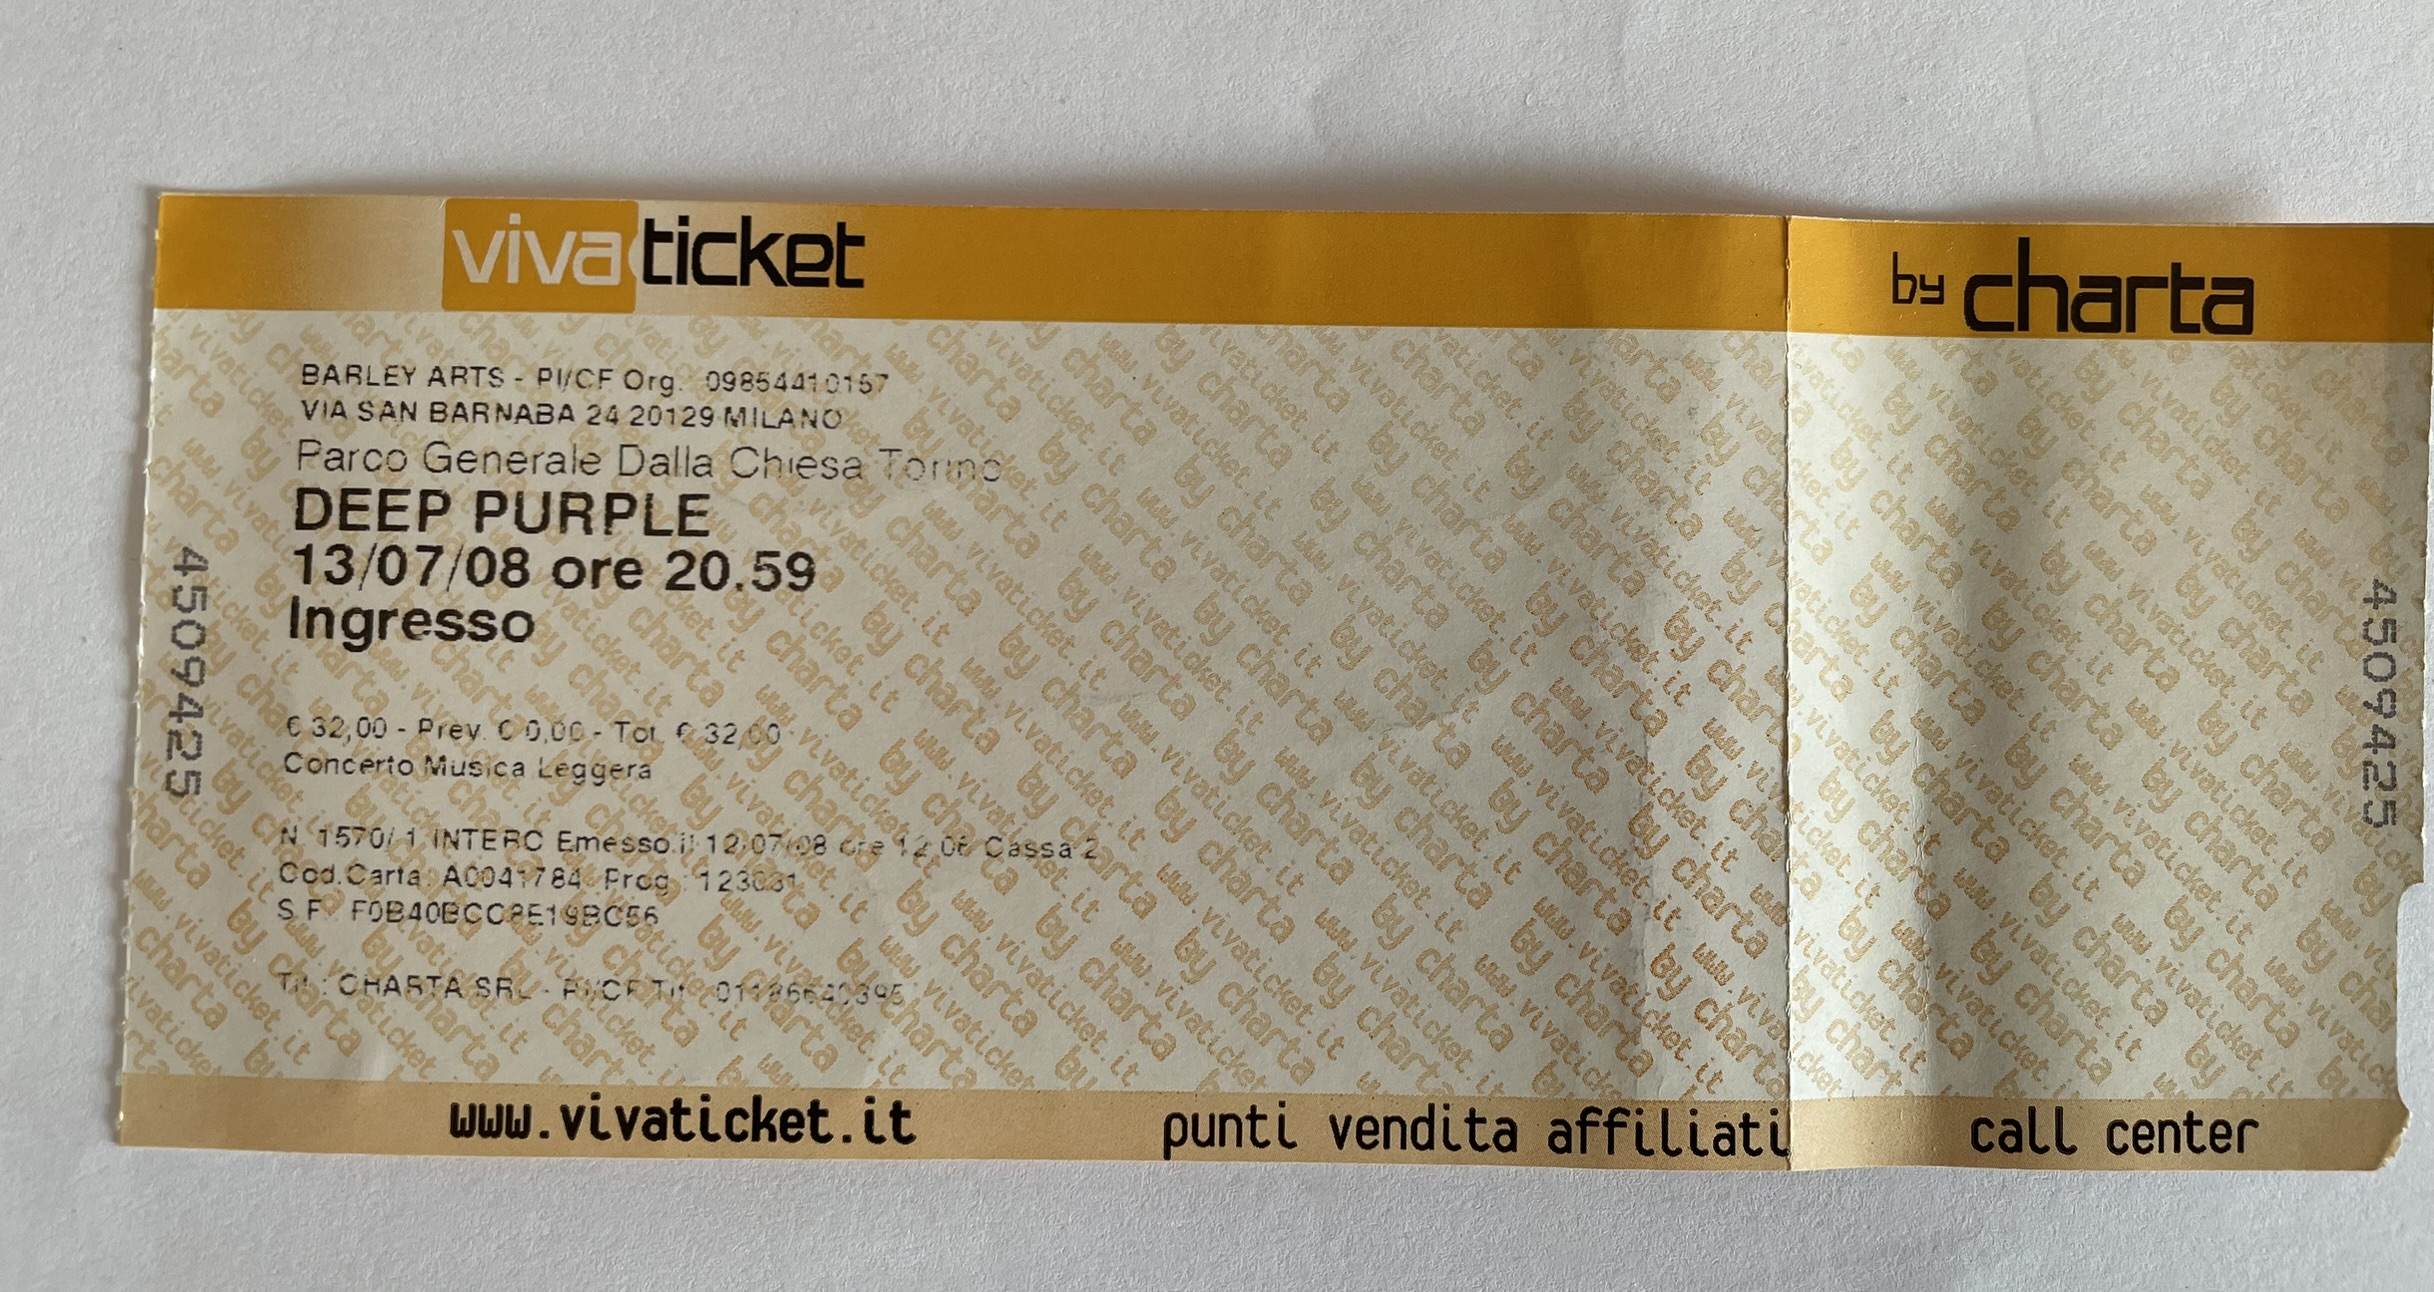 vivaticket
by charta
BARLEY ARTS - PI/CF Org. 09854410157
VIA SAN BARNABA 24 20129 MILANO
Parco Generale Dalla Chiesa Torino
DEEP PURPLE
13/07/08 ore 20.59
Ingresso
€ 32,00 - Prev. € 0,00 - Tot. € 32,00
Concerto Musica Leggera
N. 1570/ 1 INTERO Emesso il 12/07/08 ore 12.06 Cassa 2
Cod.Carta: A0041784 Prog.:
S.F.:
Tit.: CHARTA SRL - PI/CF Tit.
4509425
4509425
www.vivaticket.it
punti vendita affiliati
call center